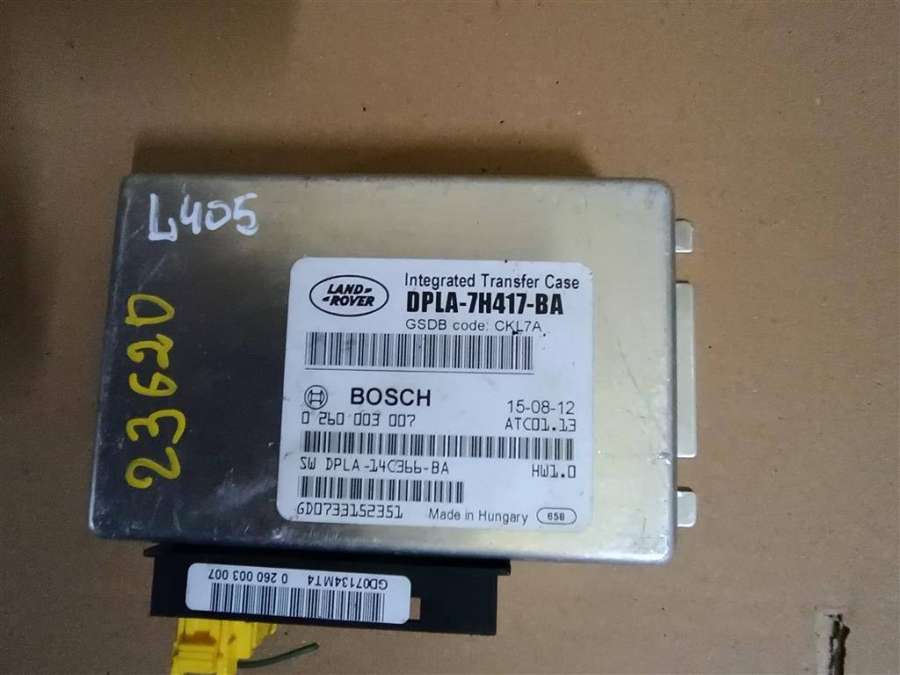 L405
23620
LAND-
-ROVER
Integrated Transfer Case
DPLA-7H417-BA
GSDB code: CKL7A
BOSCH
15-08-12
0 260 003 007
ATC01.13
SW DPLA-14C366-BA
HW1.0
GD0733152351
Made in Hungary
658
GD07134MT4 0 260 003 007